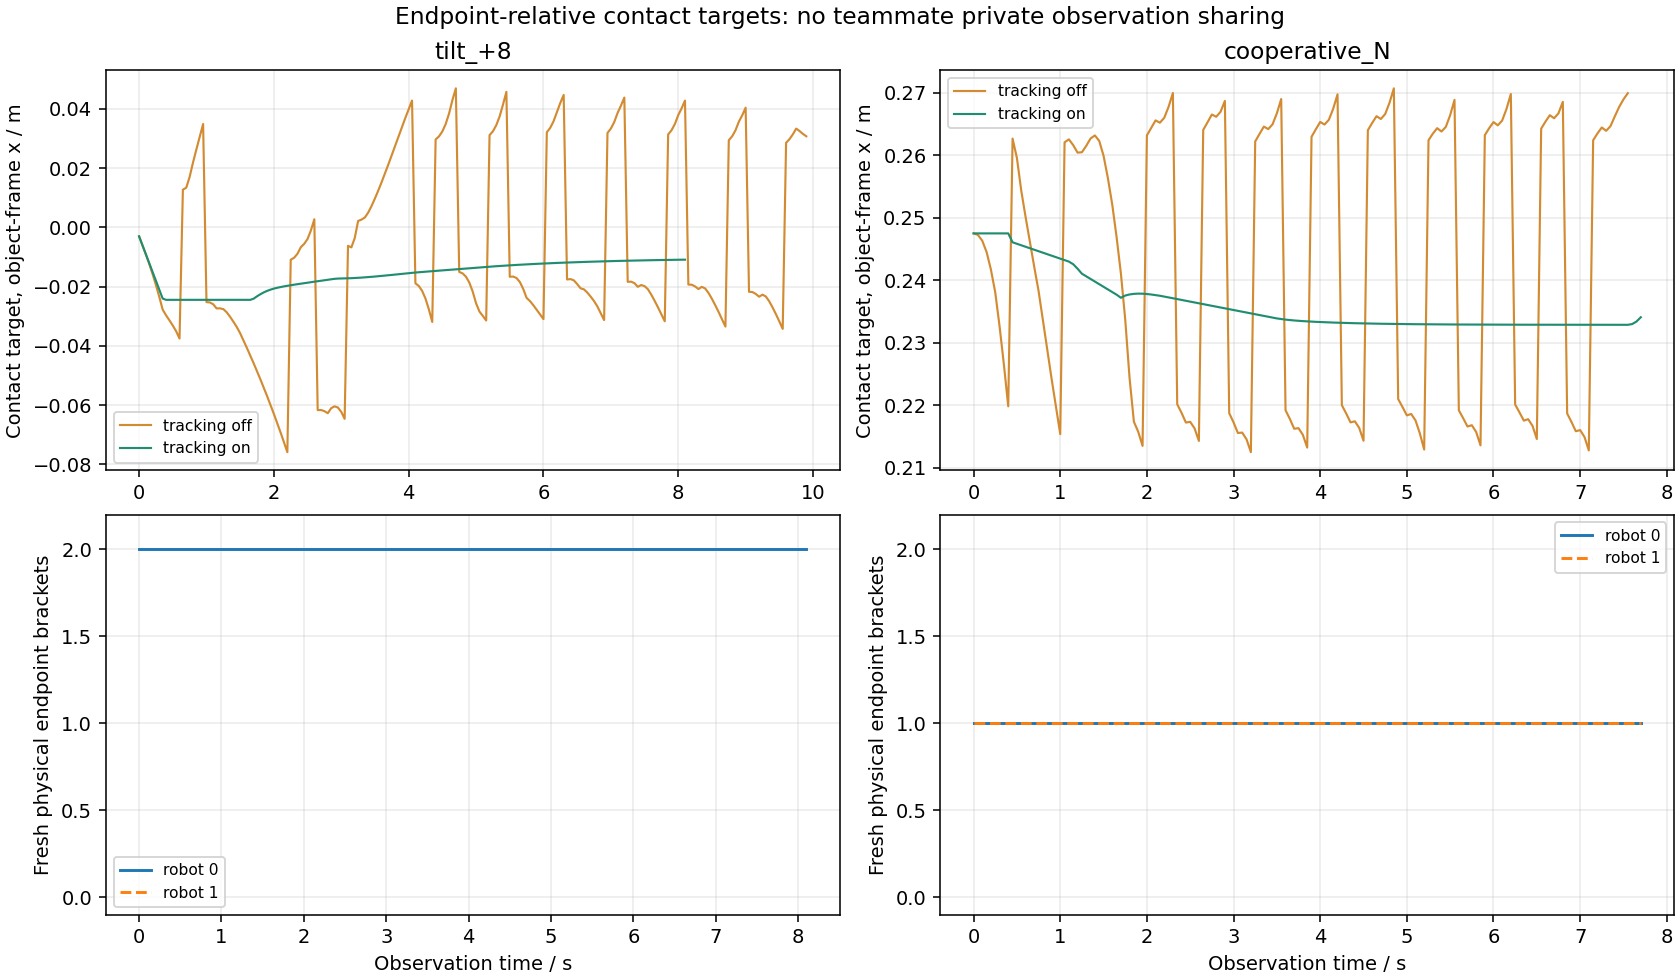 Endpoint-relative contact targets: no teammate private observation sharing
tilt_+8
cooperative_N
Contact target, object-frame x / m
0.04
0.02
0.00
−0.02
−0.04
−0.06
−0.08
tracking off
tracking on
0 2 4 6 8 10
Contact target, object-frame x / m
0.27
0.26
0.25
0.24
0.23
0.22
0.21
tracking off
tracking on
0 1 2 3 4 5 6 7 8
Fresh physical endpoint brackets
2.0
1.5
1.0
0.5
0.0
robot 0
robot 1
0 1 2 3 4 5 6 7 8
Observation time / s
Fresh physical endpoint brackets
2.0
1.5
1.0
0.5
0.0
robot 0
robot 1
0 1 2 3 4 5 6 7 8
Observation time / s